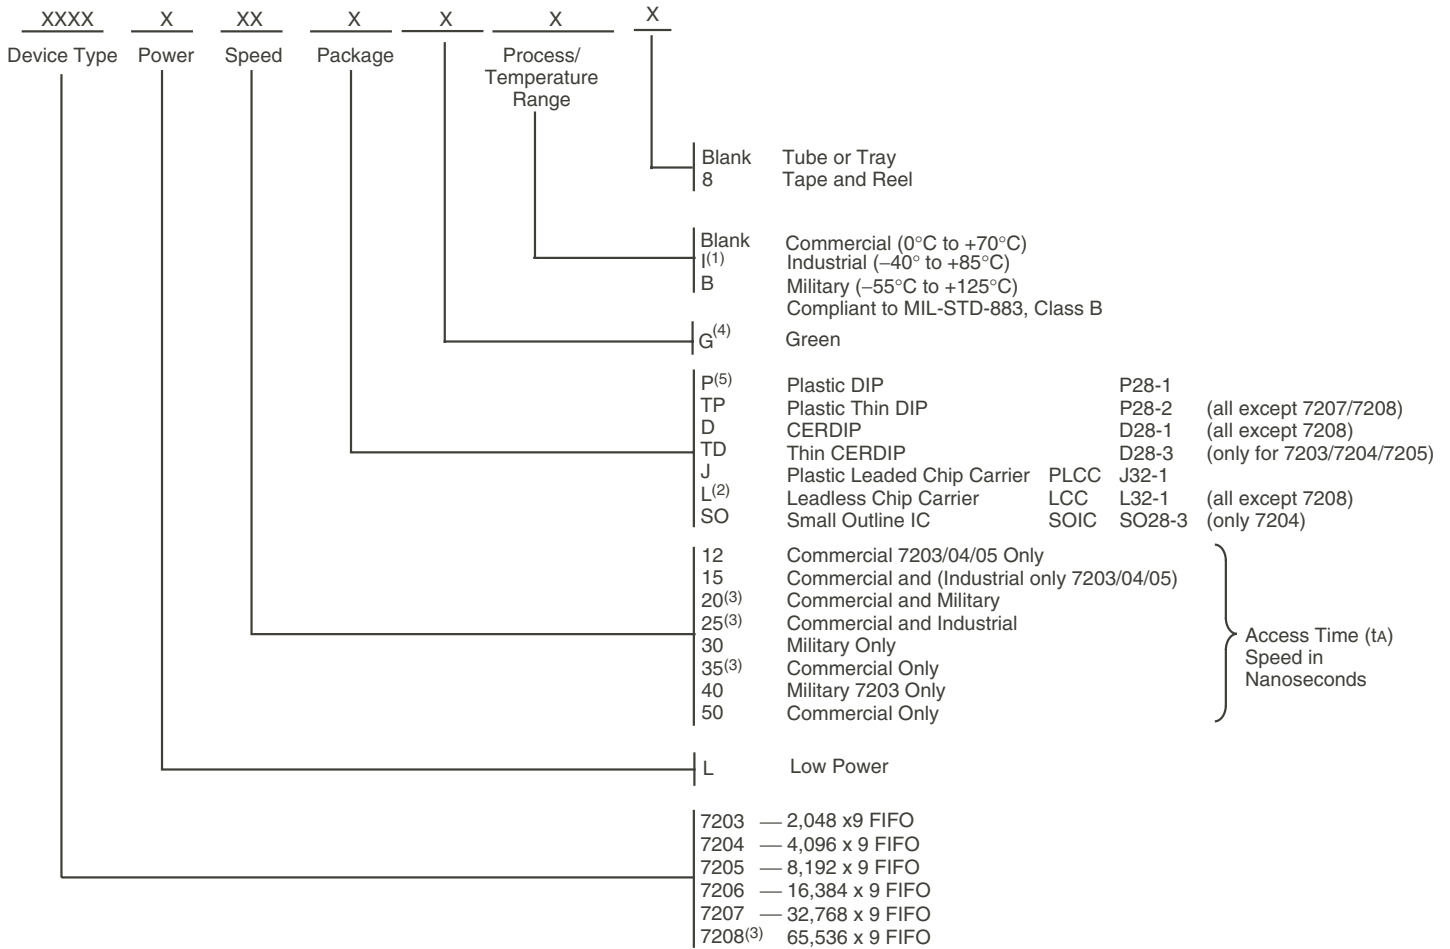 XXXX X XX X X X X
Device Type Power Speed Package Process/
Temperature
Range
Blank Tube or Tray
8 Tape and Reel
Blank Commercial (0°C to +70°C)
I(1) Industrial (–40° to +85°C)
B Military (–55°C to +125°C)
Compliant to MIL-STD-883, Class B
G(4) Green
P(5) Plastic DIP P28-1
TP Plastic Thin DIP P28-2 (all except 7207/7208)
D CERDIP D28-1 (all except 7208)
TD Thin CERDIP D28-3 (only for 7203/7204/7205)
J Plastic Leaded Chip Carrier PLCC J32-1
L(2) Leadless Chip Carrier LCC L32-1 (all except 7208)
SO Small Outline IC SOIC SO28-3 (only 7204)
12 Commercial 7203/04/05 Only
15 Commercial and (Industrial only 7203/04/05)
20(3) Commercial and Military
25(3) Commercial and Industrial
30 Military Only
35(3) Commercial Only
40 Military 7203 Only
50 Commercial Only
Access Time (tA)
Speed in
Nanoseconds
L Low Power
7203 — 2,048 x9 FIFO
7204 — 4,096 x 9 FIFO
7205 — 8,192 x 9 FIFO
7206 — 16,384 x 9 FIFO
7207 — 32,768 x 9 FIFO
7208(3) 65,536 x 9 FIFO